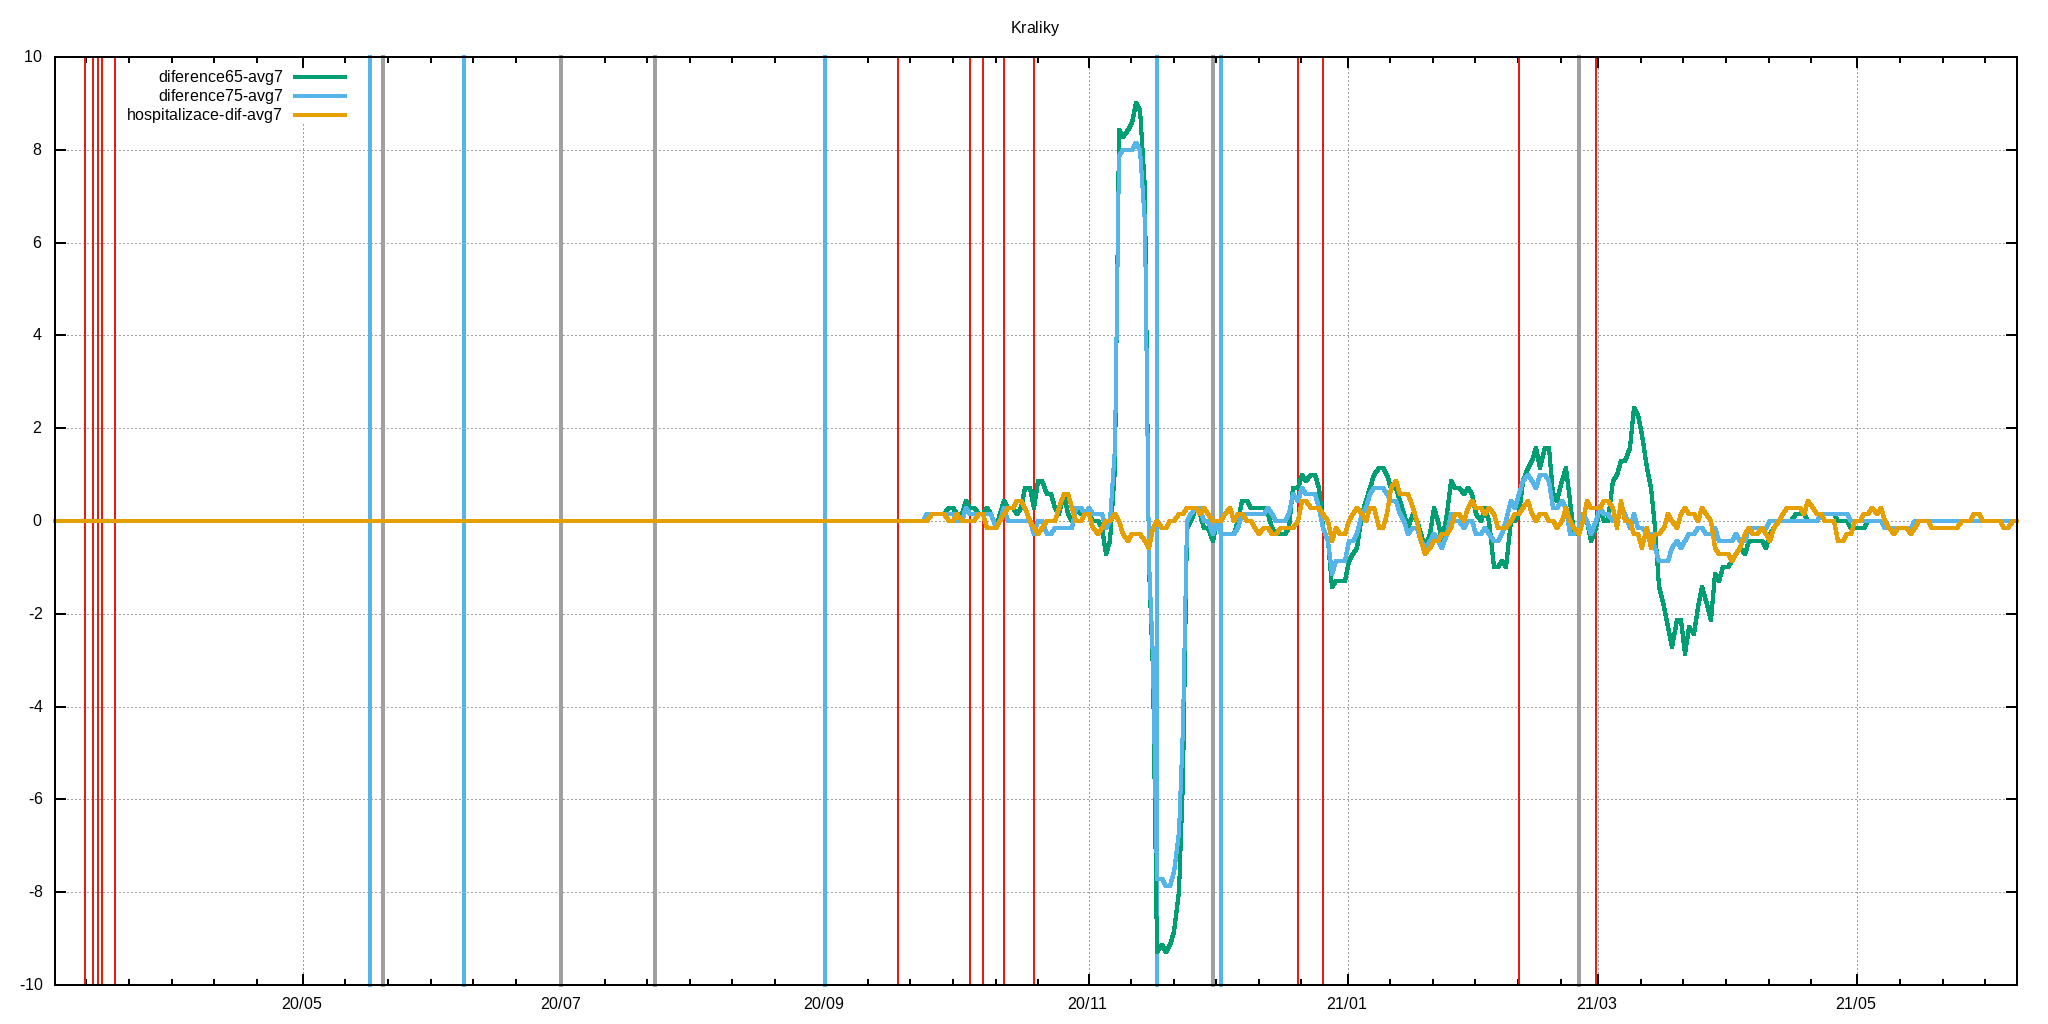 Kraliky
10
diference65-avg7
diference75-avg7
hospitalizace-dif-avg7
8
6
4
2
0
-2
-4
-6
-8
-10
20/05 20/07 20/09 20/11 21/01 21/03 21/05